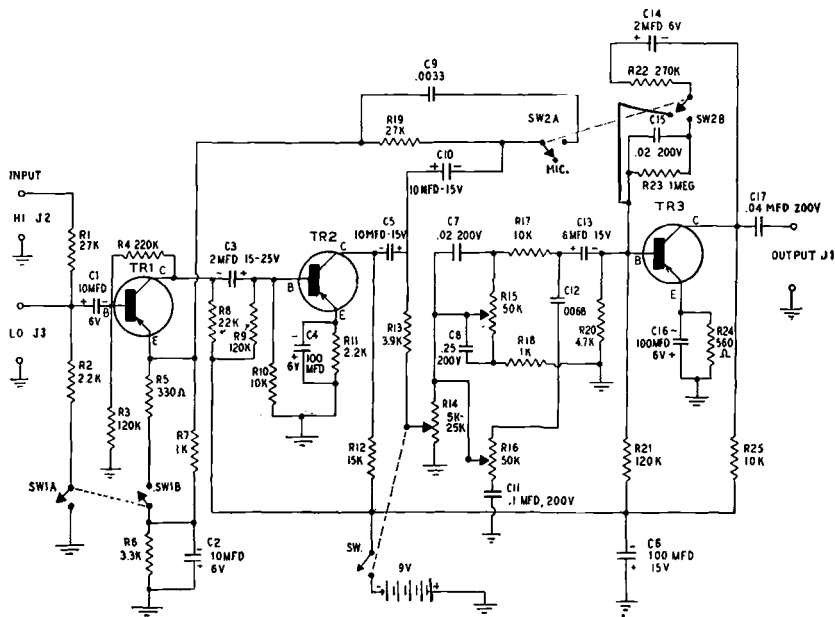 C14
2MFD 6V
+ -
R22 270K
C9
.0033
SW2A
SW2B
C15
R19
27K
MIC.
.02 200V
C10
+ -
10MFD-15V
R23 1MEG
INPUT
HI J2
R1
27K
R4 220K
TR1
C
C3
2MFD 15-25V
- +
TR2
C
C5
10MFD-15V
- +
C7
.02 200V
R17
10K
C13
6MFD 15V
+ -
TR3
C
C17
.04 MFD 200V
OUTPUT J1
C1
10MFD
+ -
6V
B
E
B
E
B
E
LO J3
R8
22K
R9
120K
C4
100
MFD
-
6V +
R11
2.2K
R13
3.9K
R15
50K
C12
.0068
C8
.25
200V
R18
1K
R20
4.7K
C16 -
100MFD
6V +
R24
560
Ω
R2
2.2K
R5
330Ω
R10
10K
R3
120K
R7
1K
R14
5K-
25K
R12
15K
R16
50K
R21
120K
R25
10K
SW1A
SW1B
C11
.1 MFD, 200V
R6
3.3K
C2
10MFD
-
+
6V
SW.
9V
- +
C6
100 MFD
15V
-
+